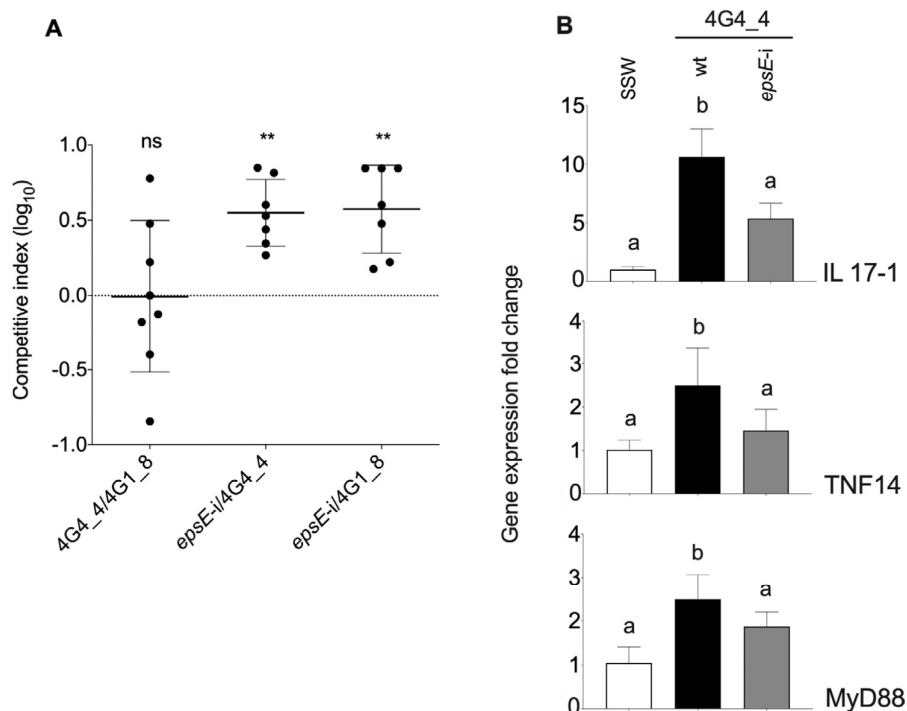 A
Competitive index (log10)
1.0
0.5
0.0
-0.5
-1.0
ns
**
**
4G4_4/4G1_8
epsE-i/4G4_4
epsE-i/4G1_8
B
4G4_4
SSW
wt
epsE-i
Gene expression fold change
15
10
5
0
a
b
a
IL 17-1
4
3
2
1
0
a
b
a
TNF14
4
3
2
1
0
a
b
a
MyD88